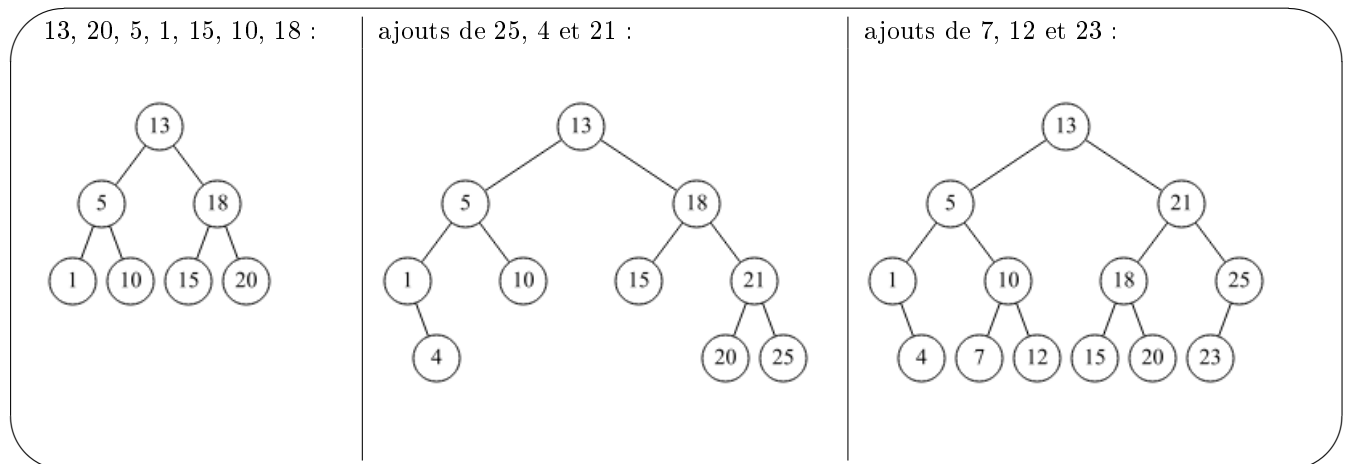 13, 20, 5, 1, 15, 10, 18 :
13
5 18
1 10 15 20
ajouts de 25, 4 et 21 :
13
5 18
1 10 15 21
4 20 25
ajouts de 7, 12 et 23 :
13
5 21
1 10 18 25
4 7 12 15 20 23